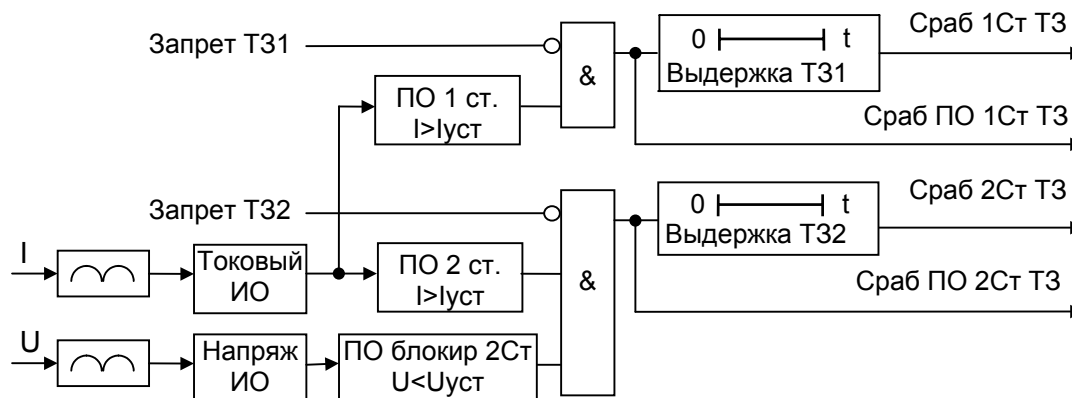 Запрет ТЗ1
&
0 t
Выдержка ТЗ1
Сраб 1Ст ТЗ
ПО 1 ст.
I>Iуст
Сраб ПО 1Ст ТЗ
Запрет ТЗ2
&
0 t
Выдержка ТЗ2
Сраб 2Ст ТЗ
I
Токовый
ИО
ПО 2 ст.
I>Iуст
Сраб ПО 2Ст ТЗ
U
Напряж
ИО
ПО блокир 2Ст
U<Uуст